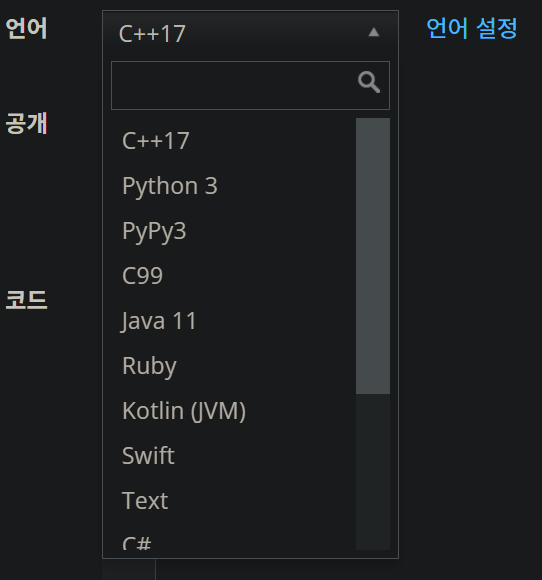 언어 C++17 언어 설정
C++17
공개
Python 3
PyPy3
C99
코드
Java 11
Ruby
Kotlin (JVM)
Swift
Text
C#